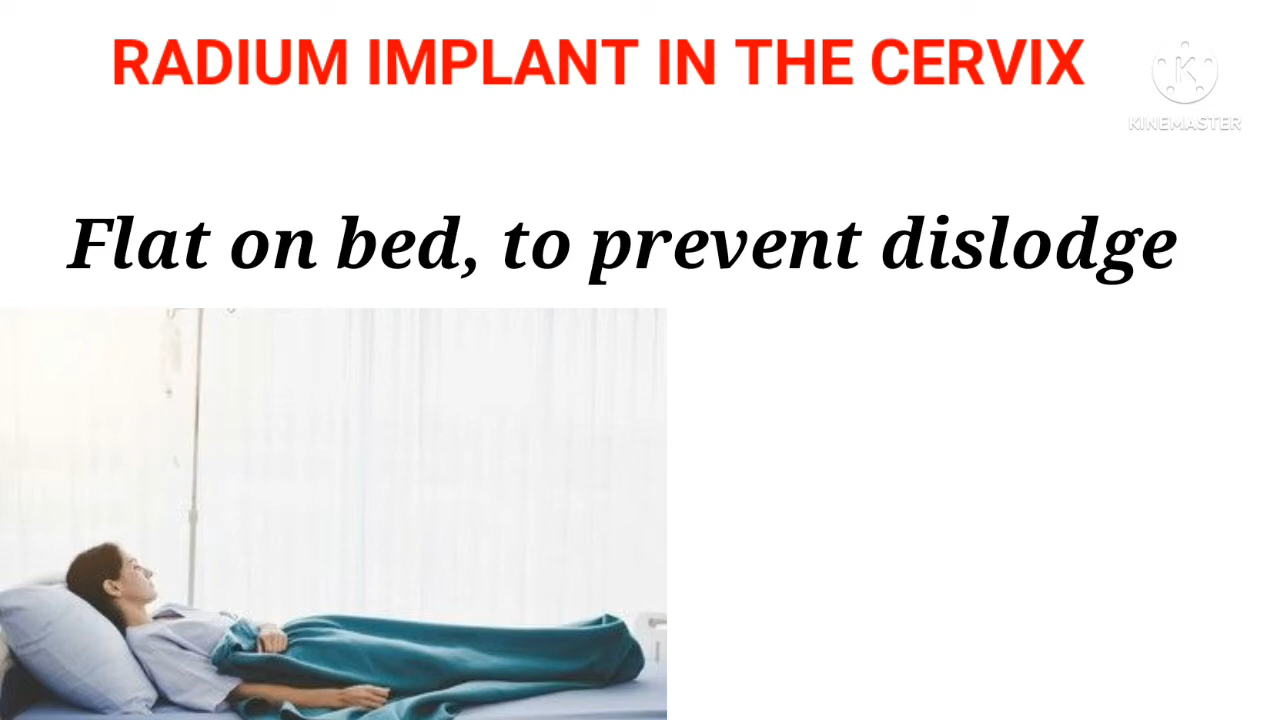 RADIUM IMPLANT IN THE CERVIX
K
KINEMASTER
Flat on bed, to prevent dislodge